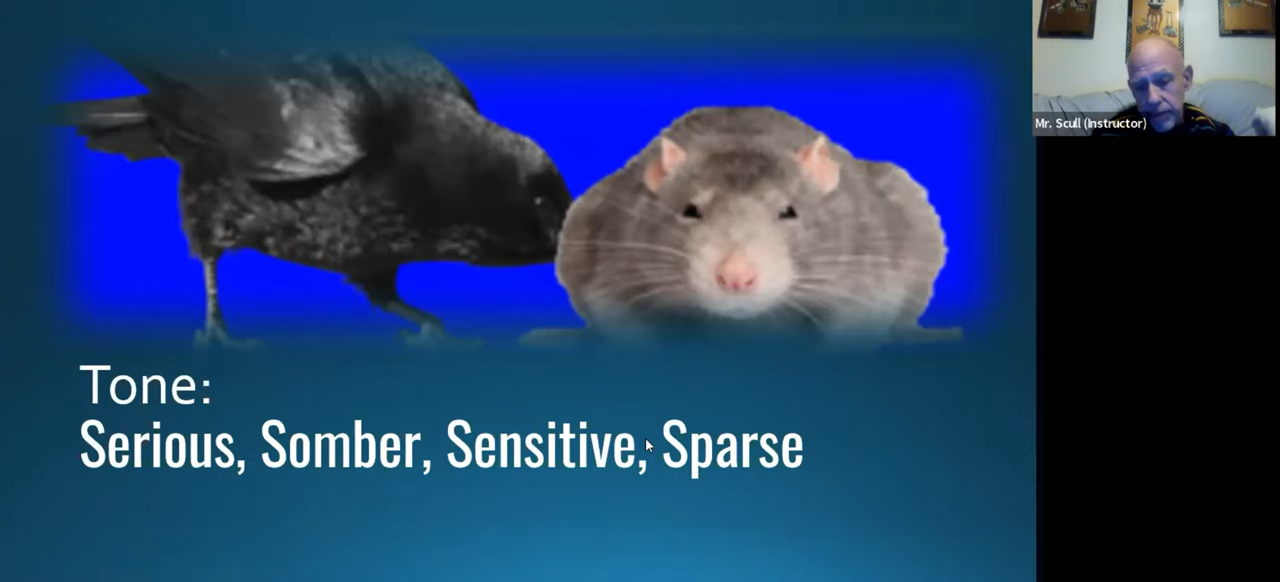 Mr. Scull (Instructor)
Tone:
Serious, Somber, Sensitive, Sparse